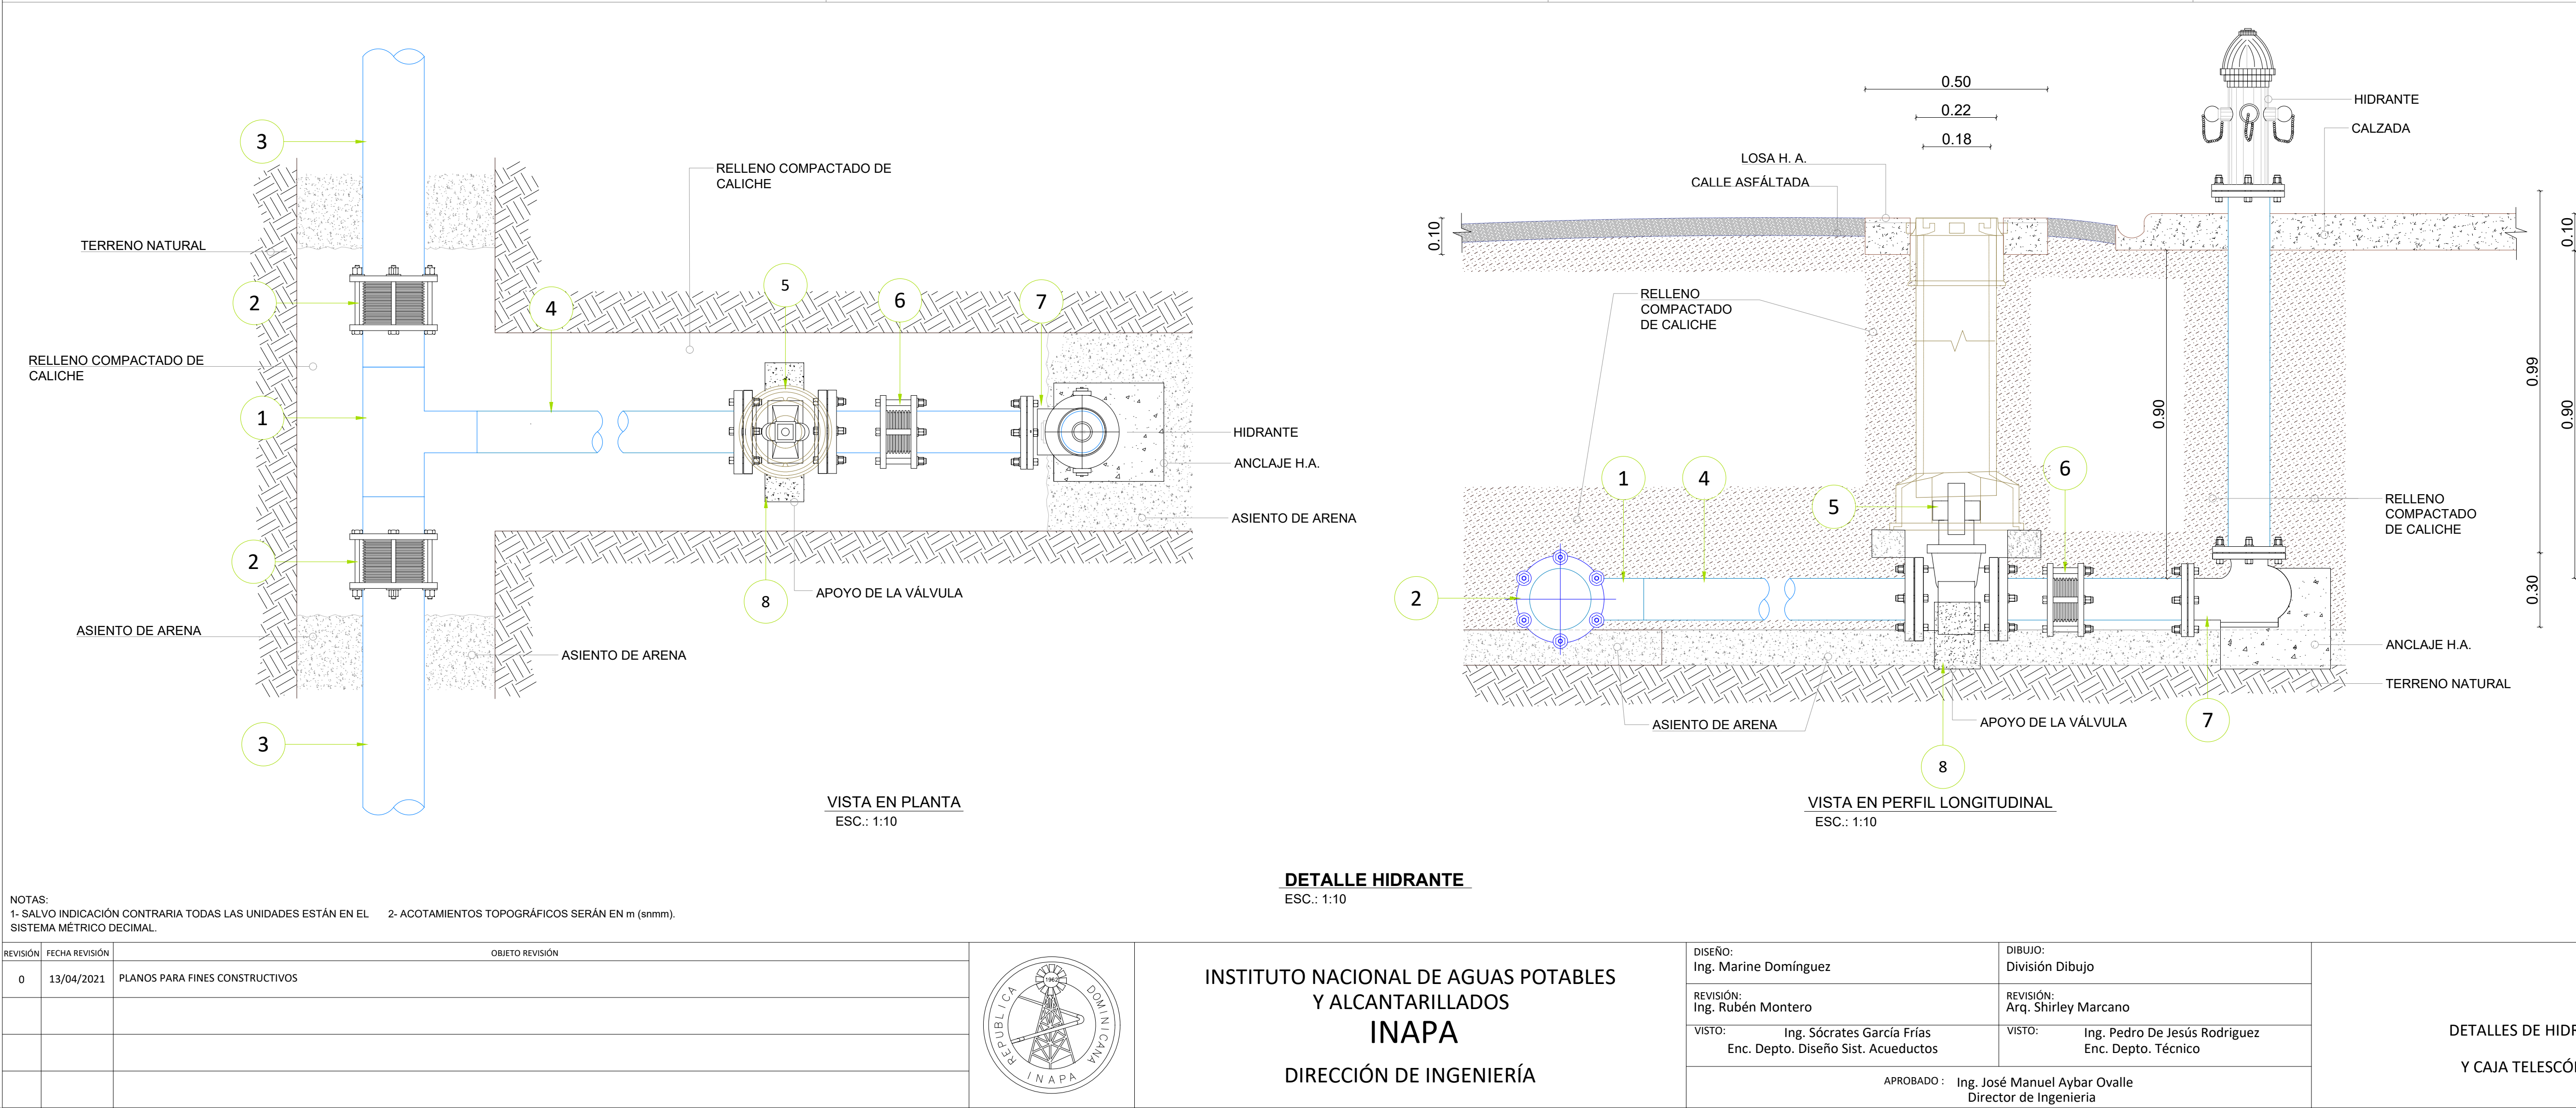 3
2
1
2
3
4
5
6
7
8
RELLENO COMPACTADO DE
CALICHE
TERRENO NATURAL
RELLENO COMPACTADO DE
CALICHE
HIDRANTE
ANCLAJE H.A.
ASIENTO DE ARENA
APOYO DE LA VÁLVULA
ASIENTO DE ARENA
ASIENTO DE ARENA
VISTA EN PLANTA
ESC.: 1:10
0.50
0.22
0.18
LOSA H. A.
CALLE ASFÁLTADA
HIDRANTE
CALZADA
0.10
0.10
RELLENO
COMPACTADO
DE CALICHE
0.99
0.90
0.90
1
4
5
6
2
RELLENO
COMPACTADO
DE CALICHE
0.30
ANCLAJE H.A.
TERRENO NATURAL
ASIENTO DE ARENA
APOYO DE LA VÁLVULA
7
8
VISTA EN PERFIL LONGITUDINAL
ESC.: 1:10
DETALLE HIDRANTE
ESC.: 1:10
NOTAS:
1- SALVO INDICACIÓN CONTRARIA TODAS LAS UNIDADES ESTÁN EN EL
SISTEMA MÉTRICO DECIMAL.
2- ACOTAMIENTOS TOPOGRÁFICOS SERÁN EN m (snmm).
REVISIÓN FECHA REVISIÓN OBJETO REVISIÓN
0 13/04/2021 PLANOS PARA FINES CONSTRUCTIVOS
REPUBLICA DOMINICANA
1962
INAPA
INSTITUTO NACIONAL DE AGUAS POTABLES
Y ALCANTARILLADOS
INAPA
DIRECCIÓN DE INGENIERÍA
DISEÑO:
Ing. Marine Domínguez
DIBUJO:
División Dibujo
REVISIÓN:
Ing. Rubén Montero
REVISIÓN:
Arq. Shirley Marcano
VISTO: Ing. Sócrates García Frías
Enc. Depto. Diseño Sist. Acueductos
VISTO: Ing. Pedro De Jesús Rodriguez
Enc. Depto. Técnico
APROBADO : Ing. José Manuel Aybar Ovalle
Director de Ingenieria
DETALLES DE HIDR
Y CAJA TELESCÓ